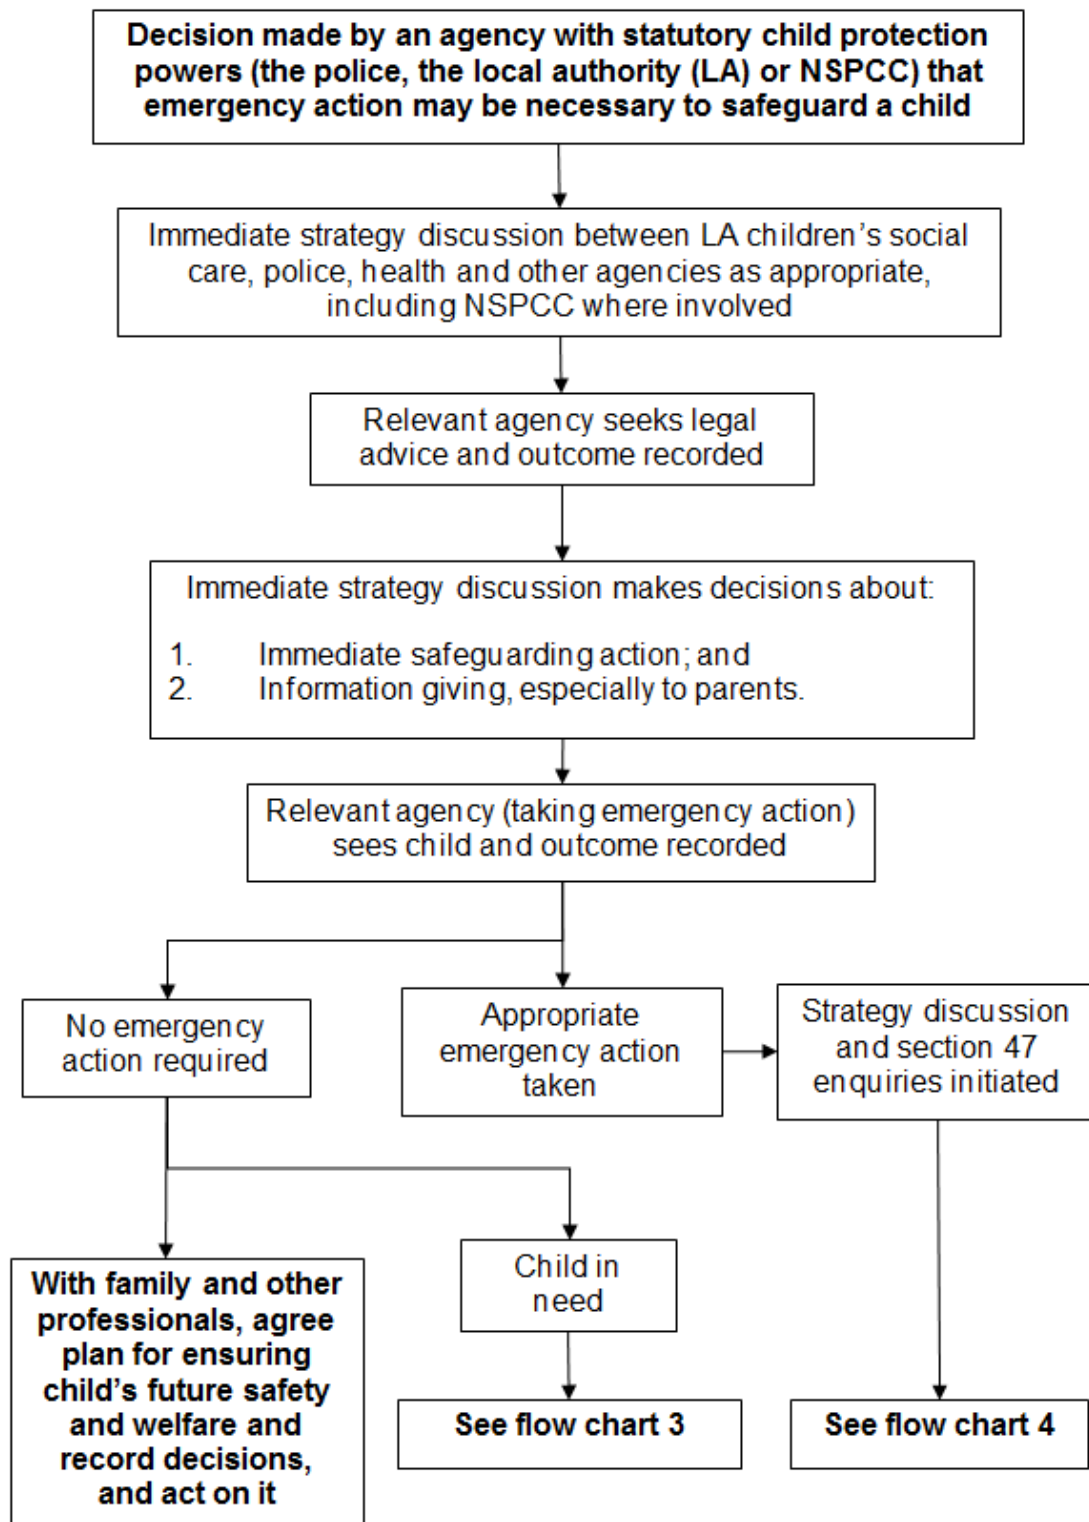 Decision made by an agency with statutory child protection
powers (the police, the local authority (LA) or NSPCC) that
emergency action may be necessary to safeguard a child
Immediate strategy discussion between LA children’s social
care, police, health and other agencies as appropriate,
including NSPCC where involved
Relevant agency seeks legal
advice and outcome recorded
Immediate strategy discussion makes decisions about:
1. Immediate safeguarding action; and
2. Information giving, especially to parents.
Relevant agency (taking emergency action)
sees child and outcome recorded
No emergency
action required
Appropriate
emergency action
taken
Strategy discussion
and section 47
enquiries initiated
With family and other
professionals, agree
plan for ensuring
child’s future safety
and welfare and
record decisions,
and act on it
Child in
need
See flow chart 3
See flow chart 4